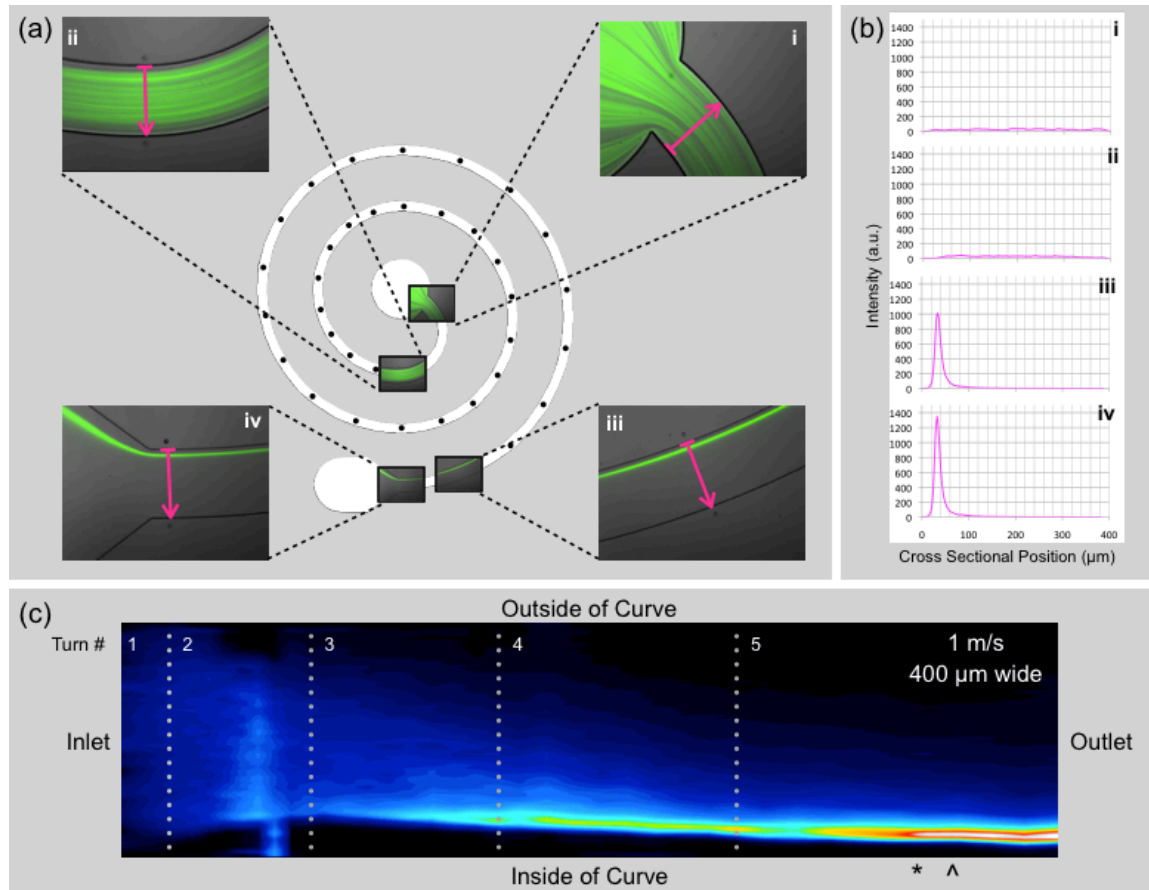 (a)
ii
i
iv
iii
(b)
Intensity (a.u.)
1400
1200
1000
800
600
400
200
0
i
1400
1200
1000
800
600
400
200
0
ii
1400
1200
1000
800
600
400
200
0
iii
1400
1200
1000
800
600
400
200
0
iv
0 100 200 300 400
Cross Sectional Position (µm)
(c)
Outside of Curve
Turn # 1 2 3 4 5
1 m/s
400 µm wide
Inlet
Outlet
Inside of Curve
* ^